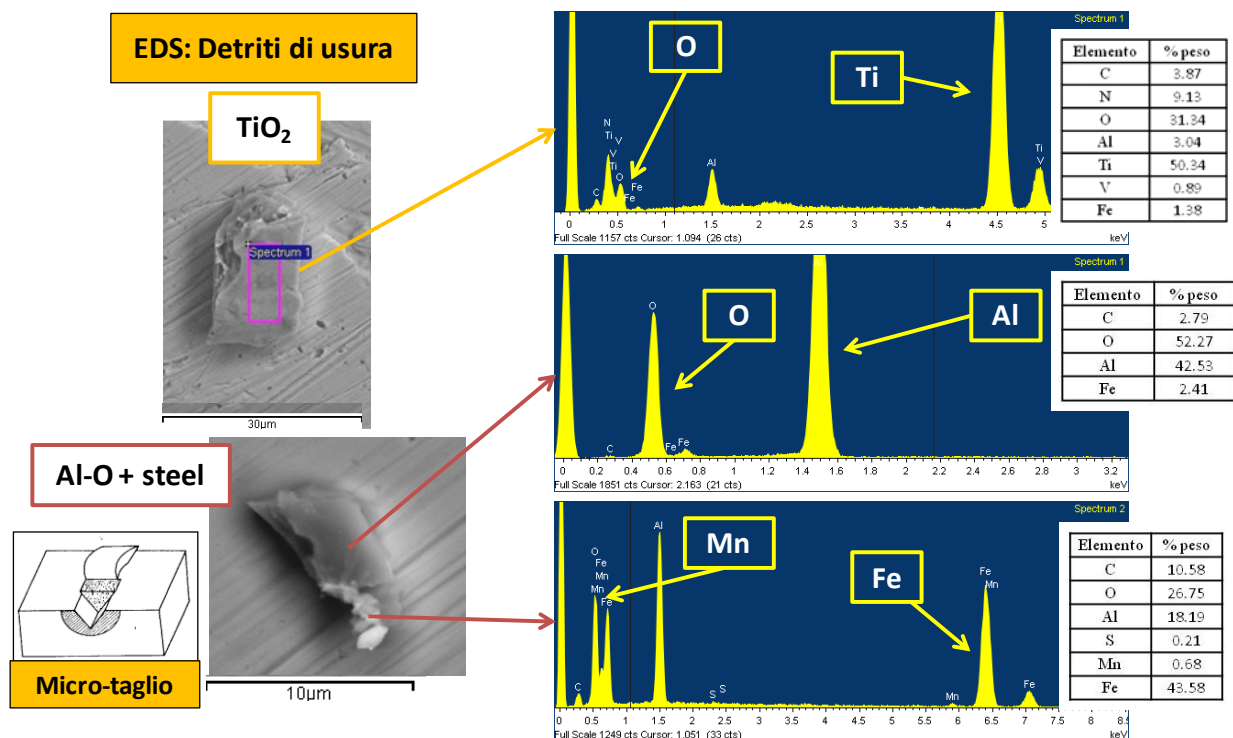 EDS: Detriti di usura
TiO2
Spectrum 1
30µm
Al-O + steel
Micro-taglio
10µm
Spectrum 1
O
Ti
N
Ti V
V
Ti O
C
Fe
Fe
Al
Ti
V
0 0.5 1 1.5 2 2.5 3 3.5 4 4.5 5
Full Scale 1157 cts Cursor: 1.094 (26 cts)
keV
Elemento % peso
C 3.87
N 9.13
O 31.34
Al 3.04
Ti 50.34
V 0.89
Fe 1.38
Spectrum 1
O
Al
O
C
Fe
Fe
0 0.2 0.4 0.6 0.8 1 1.2 1.4 1.6 1.8 2 2.2 2.4 2.6 2.8 3 3.2
Full Scale 1851 cts Cursor: 2.163 (21 cts)
keV
Elemento % peso
C 2.79
O 52.27
Al 42.53
Fe 2.41
Spectrum 2
Mn
Fe
O
Fe
Mn
Mn Fe
C
Al
S
S
Mn
Fe
Mn
Fe
0 0.5 1 1.5 2 2.5 3 3.5 4 4.5 5 5.5 6 6.5 7 7.5 8 8.5
Full Scale 1249 cts Cursor: 1.051 (33 cts)
keV
Elemento % peso
C 10.58
O 26.75
Al 18.19
S 0.21
Mn 0.68
Fe 43.58